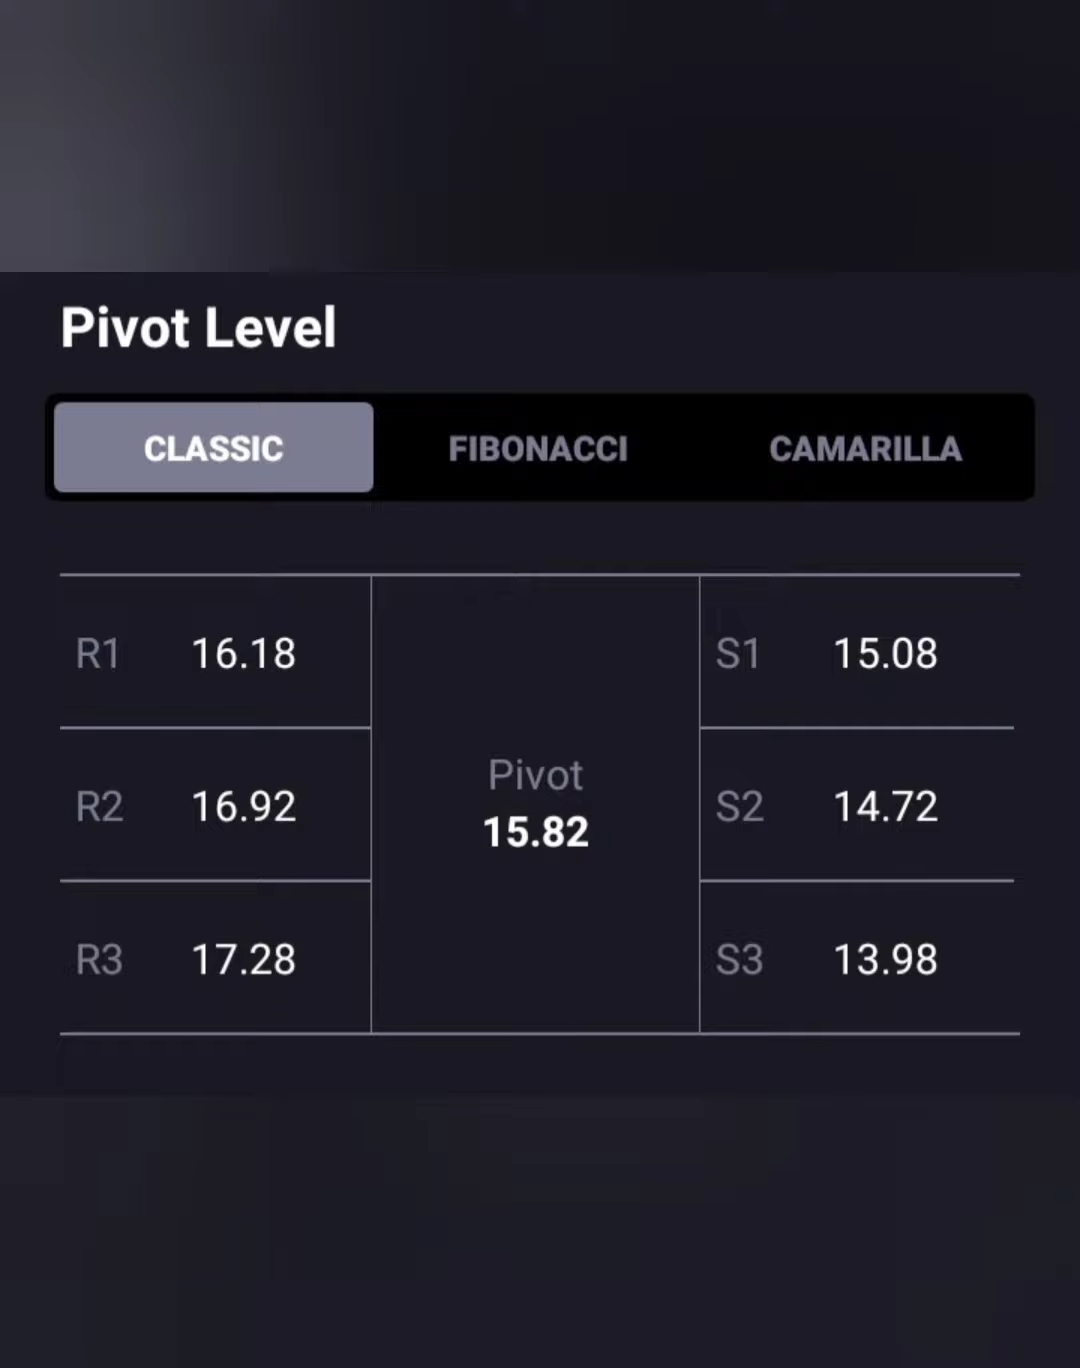 Pivot Level
CLASSIC FIBONACCI CAMARILLA
R1 16.18
R2 16.92
R3 17.28
Pivot
15.82
S1 15.08
S2 14.72
S3 13.98